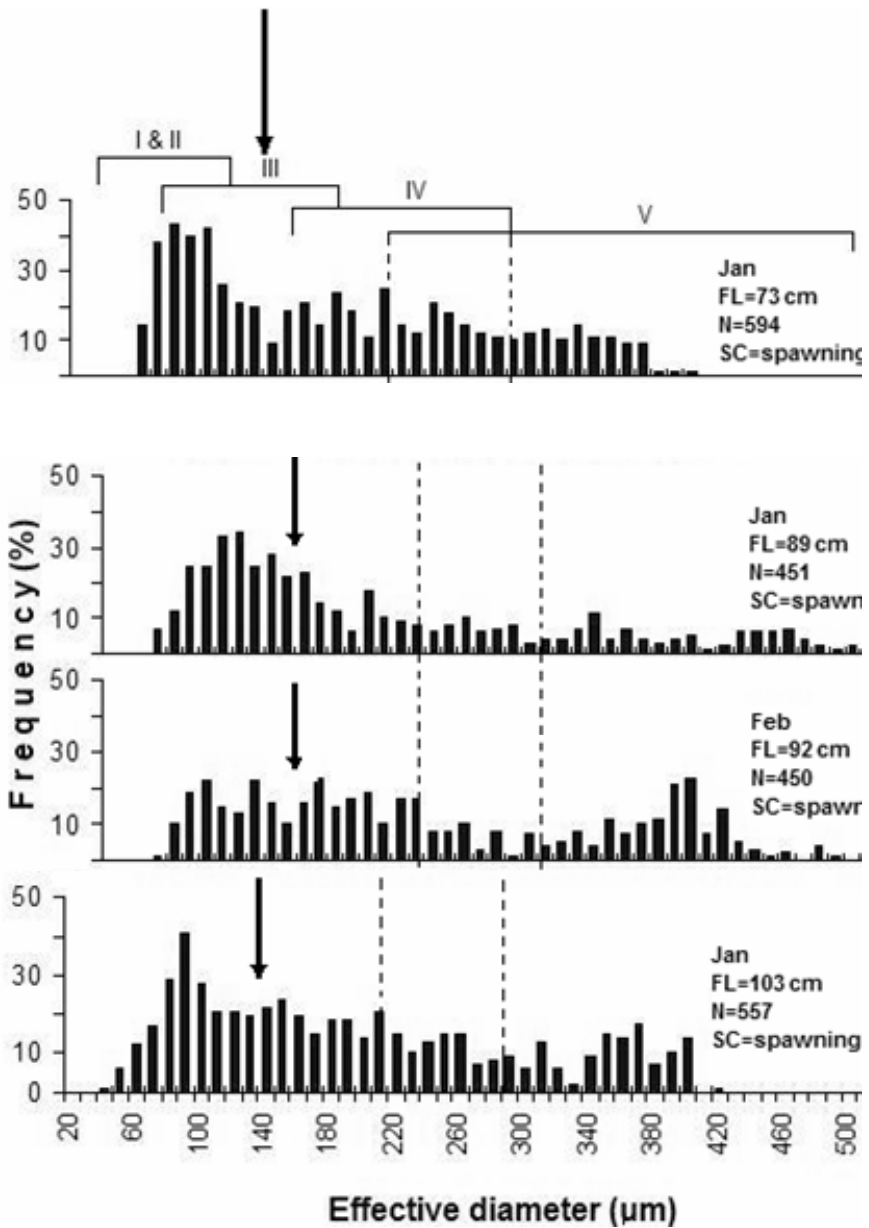 I & II
III
IV
V
50
30
10
Jan
FL=73 cm
N=594
SC=spawning
Frequency (%)
50
30
10
Jan
FL=89 cm
N=451
SC=spawn
50
30
10
Feb
FL=92 cm
N=450
SC=spawn
50
30
10
0
Jan
FL=103 cm
N=557
SC=spawning
20 60 100 140 180 220 260 300 340 380 420 460 500
Effective diameter (µm)